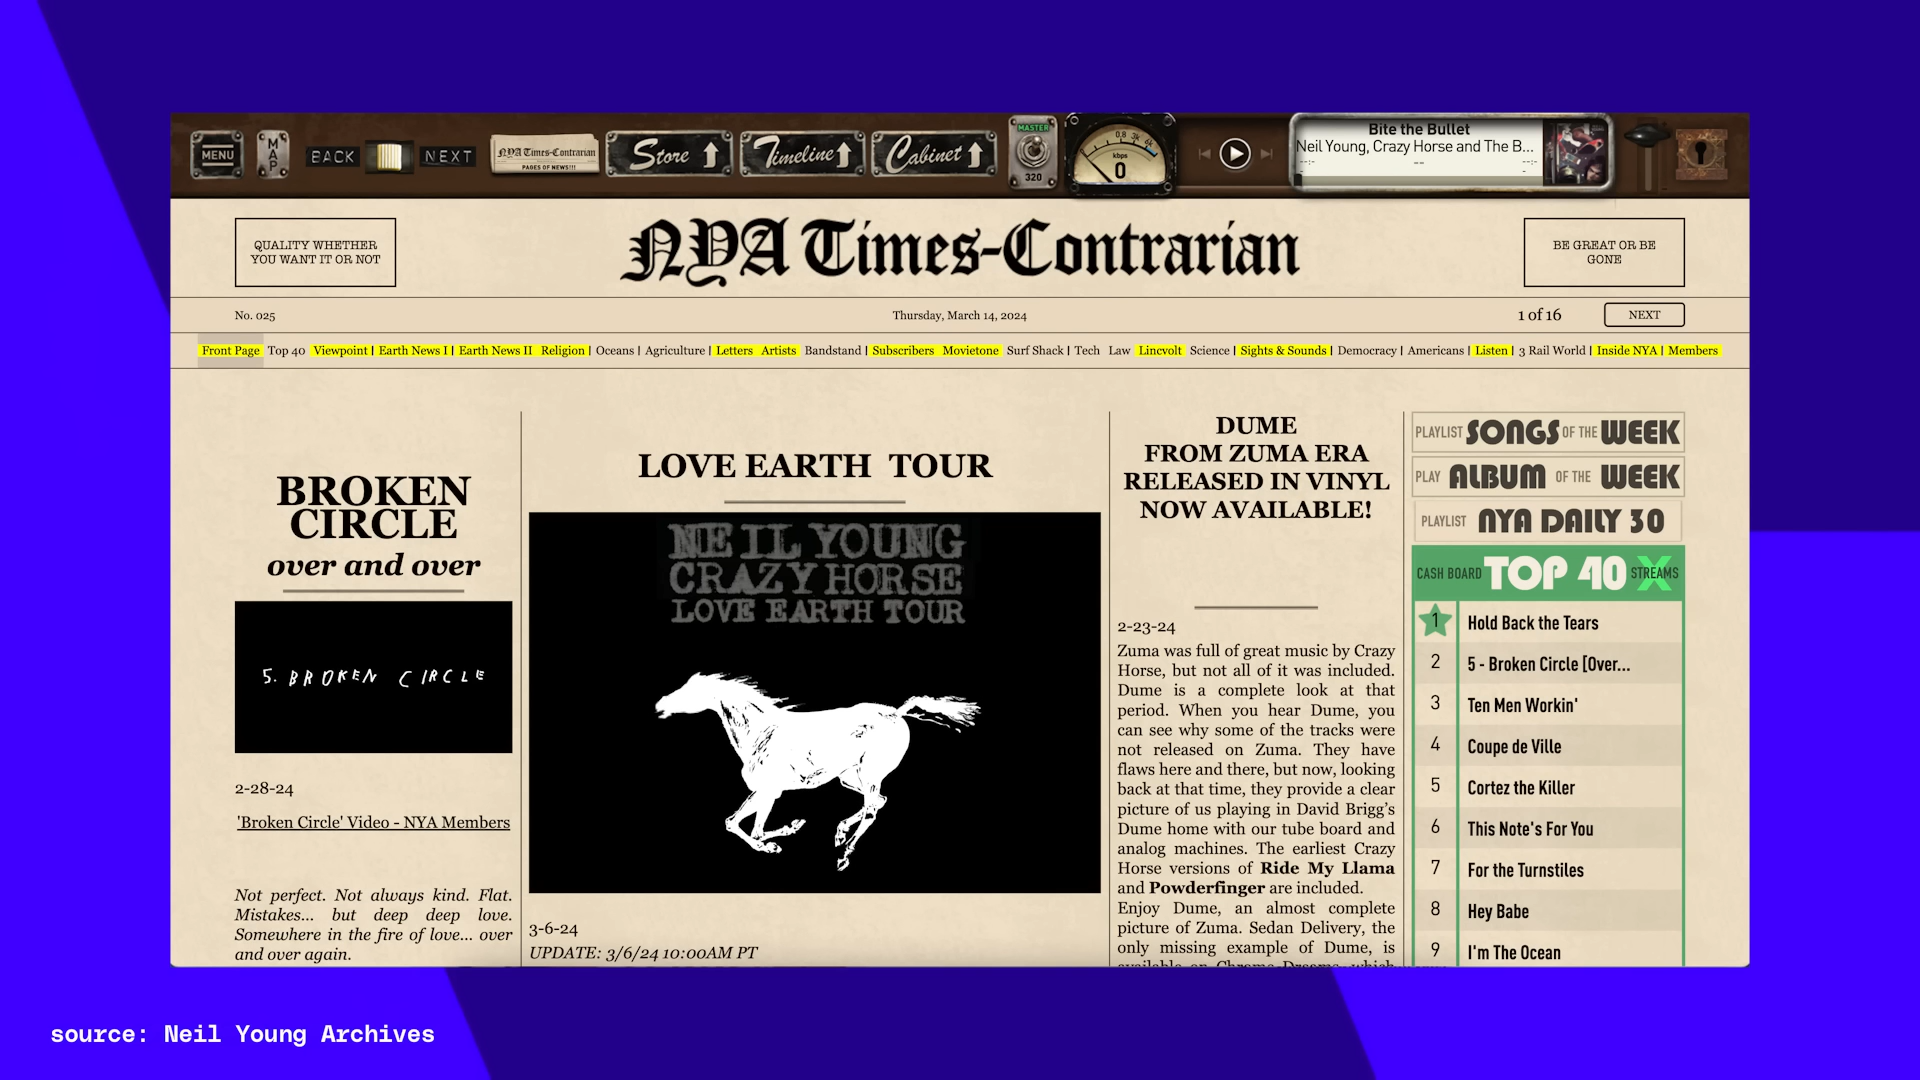 MENU
MAP
BACK
NEXT
NYA Times-Contrarian
PAGES OF NEWS!!!
Store
Timeline
Cabinet
MASTER
320
0.8 3k 6k
kbps
0
Bite the Bullet
Neil Young, Crazy Horse and The B...
--:- -- -:-
QUALITY WHETHER
YOU WANT IT OR NOT
NYA Times-Contrarian
BE GREAT OR BE
GONE
No. 025
Thursday, March 14, 2024
1 of 16
NEXT
Front Page Top 40 Viewpoint | Earth News I | Earth News II Religion | Oceans | Agriculture | Letters Artists Bandstand | Subscribers Movietone Surf Shack | Tech Law Lincvolt Science | Sights & Sounds | Democracy | Americans | Listen | 3 Rail World | Inside NYA | Members
BROKEN
CIRCLE
over and over
5. BROKEN CIRCLE
2-28-24
'Broken Circle' Video - NYA Members
Not perfect. Not always kind. Flat.
Mistakes... but deep deep love.
Somewhere in the fire of love... over
and over again.
LOVE EARTH TOUR
NEIL YOUNG
CRAZY HORSE
LOVE EARTH TOUR
3-6-24
UPDATE: 3/6/24 10:00AM PT
DUME
FROM ZUMA ERA
RELEASED IN VINYL
NOW AVAILABLE!
2-23-24
Zuma was full of great music by Crazy
Horse, but not all of it was included.
Dume is a complete look at that
period. When you hear Dume, you
can see why some of the tracks were
not released on Zuma. They have
flaws here and there, but now, looking
back at that time, they provide a clear
picture of us playing in David Brigg's
Dume home with our tube board and
analog machines. The earliest Crazy
Horse versions of Ride My Llama
and Powderfinger are included.
Enjoy Dume, an almost complete
picture of Zuma. Sedan Delivery, the
only missing example of Dume, is
available on Chrome Dreams, which
PLAYLIST SONGS OF THE WEEK
PLAY ALBUM OF THE WEEK
PLAYLIST NYA DAILY 30
CASH BOARD TOP 40 STREAMS X
1 Hold Back the Tears
2 5 - Broken Circle [Over...
3 Ten Men Workin'
4 Coupe de Ville
5 Cortez the Killer
6 This Note's For You
7 For the Turnstiles
8 Hey Babe
9 I'm The Ocean
source: Neil Young Archives